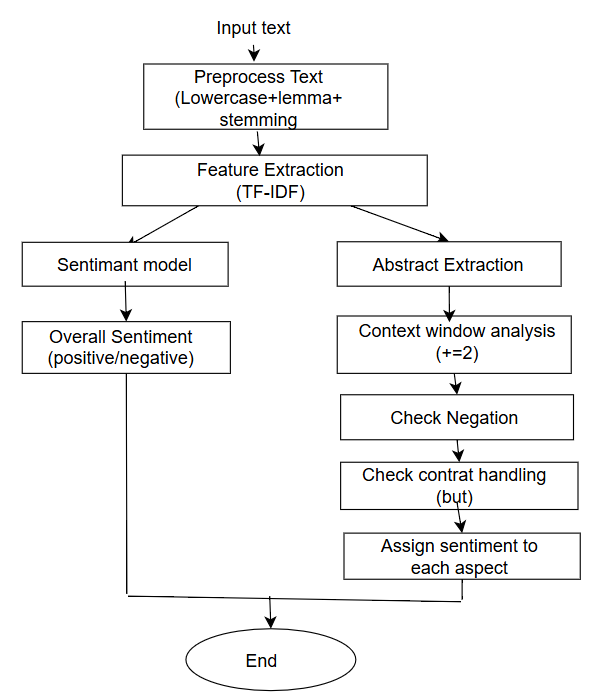 Input text
Preprocess Text
(Lowercase+lemma+
stemming
Feature Extraction
(TF-IDF)
Sentimant model
Abstract Extraction
Overall Sentiment
(positive/negative)
Context window analysis
(+=2)
Check Negation
Check contrat handling
(but)
Assign sentiment to
each aspect
End